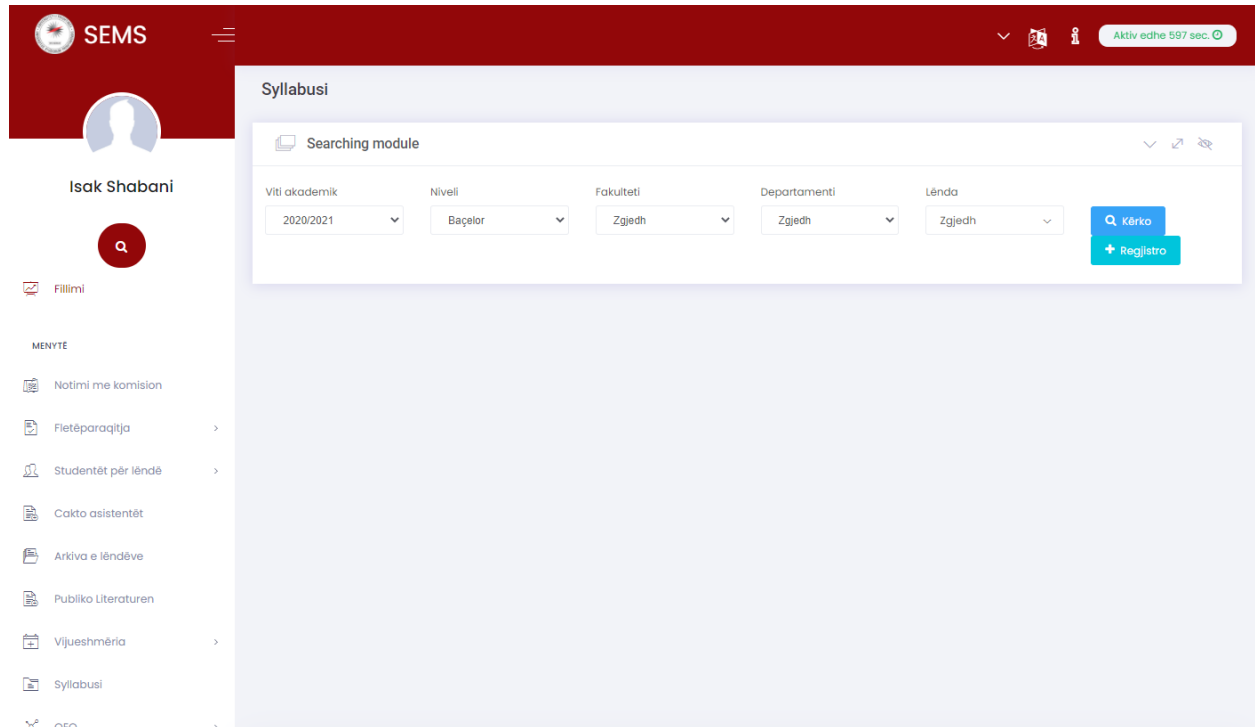 SEMS
Aktiv edhe 597 sec.
Syllabusi
Searching module
Isak Shabani
Viti akademik Niveli Fakulteti Departamenti Lënda
2020/2021 Baçelor Zgjedh Zgjedh Zgjedh Kërko
Regjistro
Fillimi
MENYTË
Notimi me komision
Fletëparaqitja
Studentët për lëndë
Cakto asistentët
Arkiva e lëndëve
Publiko Literaturen
Vijueshmëria
Syllabusi